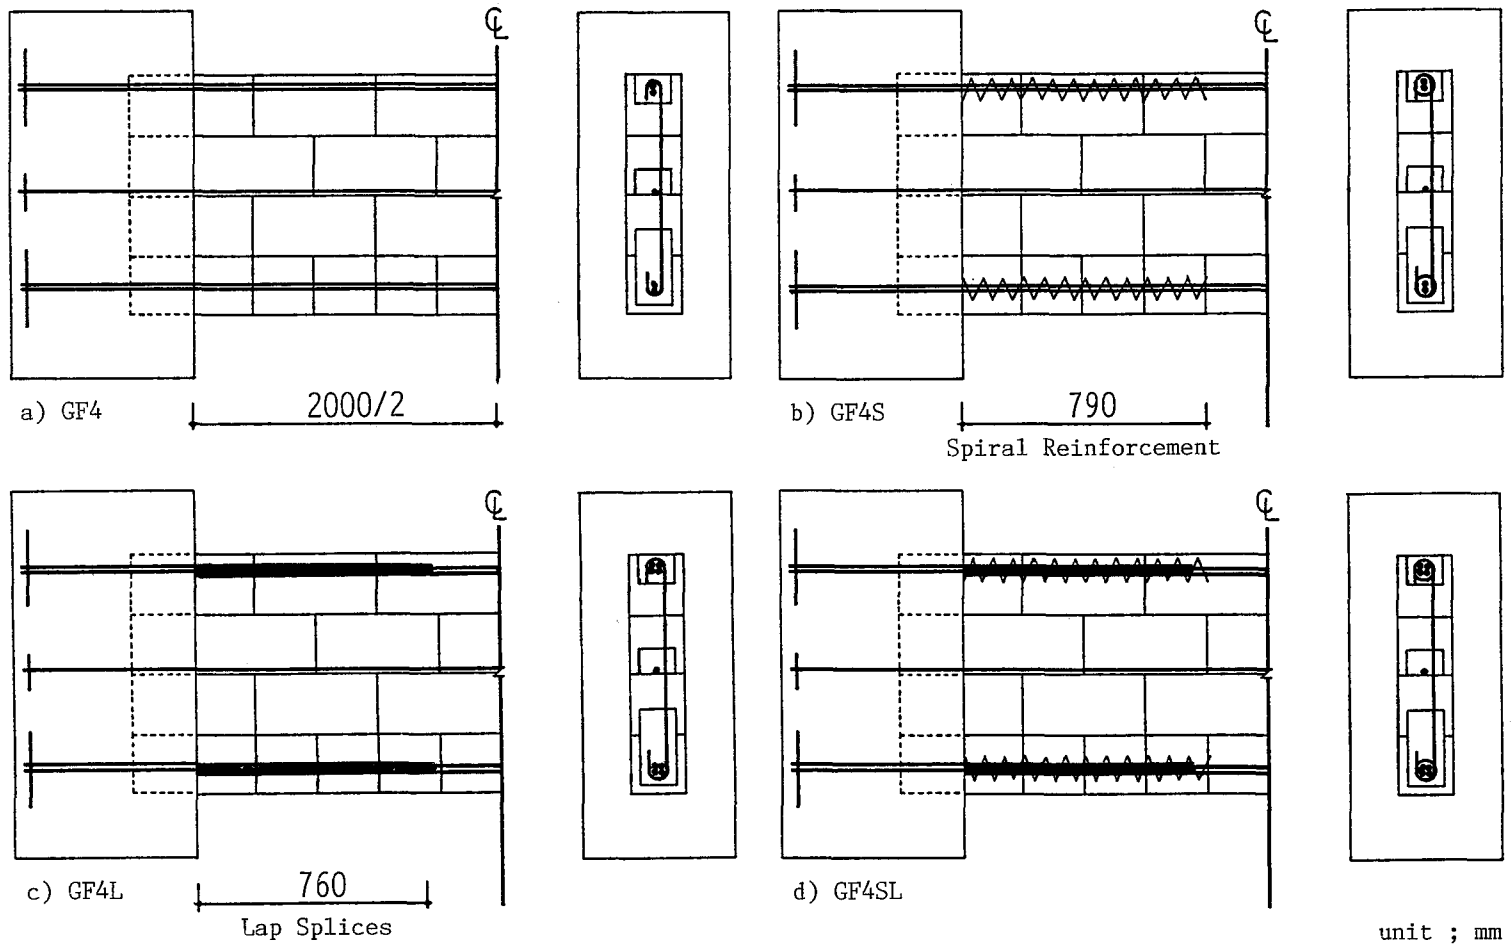 ℄
℄
a) GF4
2000/2
b) GF4S
790
Spiral Reinforcement
℄
℄
c) GF4L
760
Lap Splices
d) GF4SL
unit ; mm